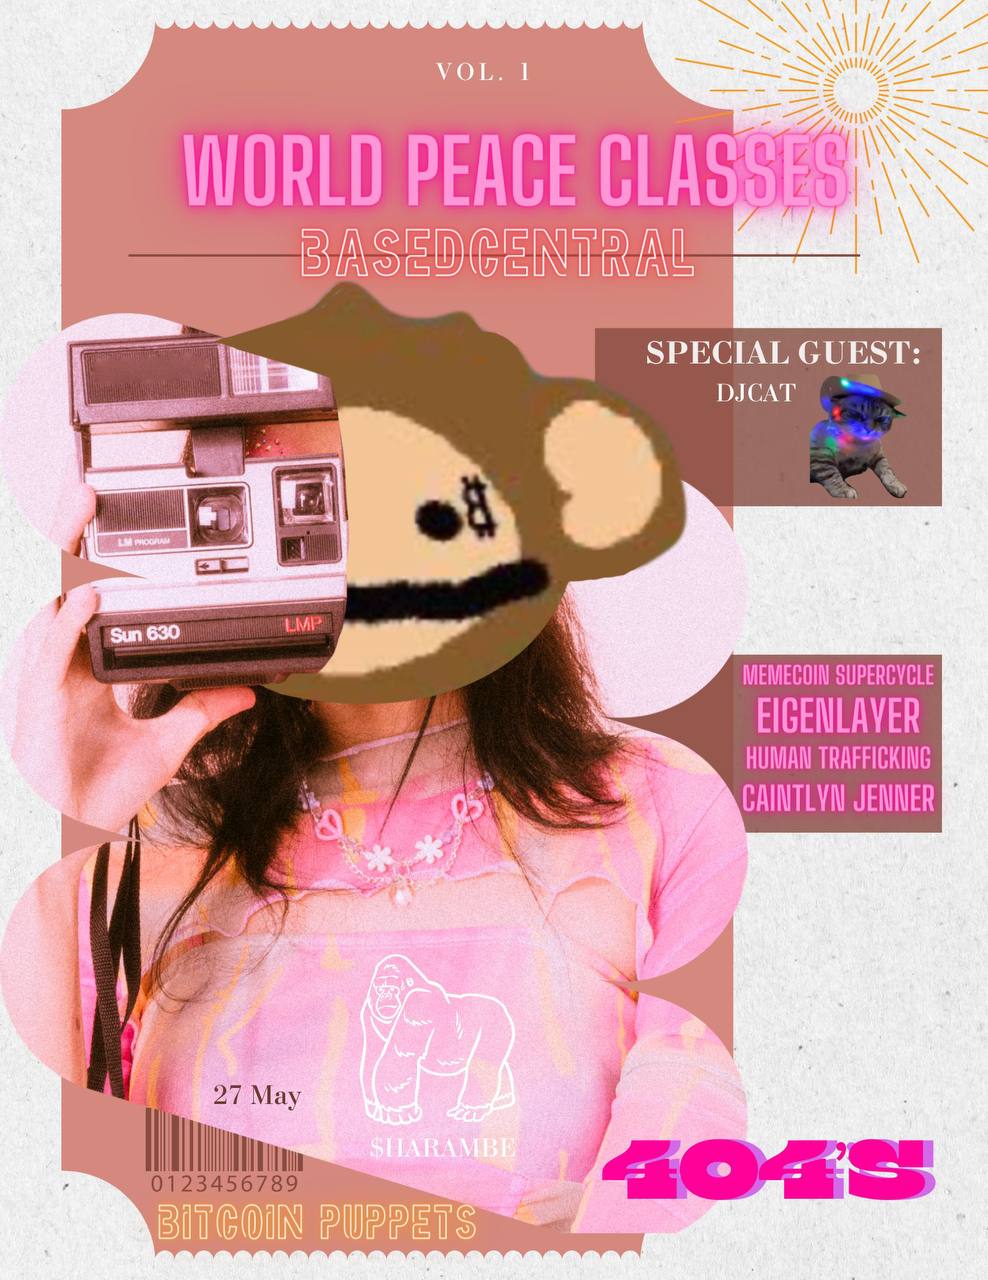 VOL. 1
WORLD PEACE CLASSES
BASEDCENTRAL
SPECIAL GUEST:
DJCAT
LM PROGRAM
Sun 630
LMP
MEMECOIN SUPERCYCLE
EIGENLAYER
HUMAN TRAFFICKING
CAINTLYN JENNER
27 May
$HARAMBE
0123456789
404'S
BITCOIN PUPPETS